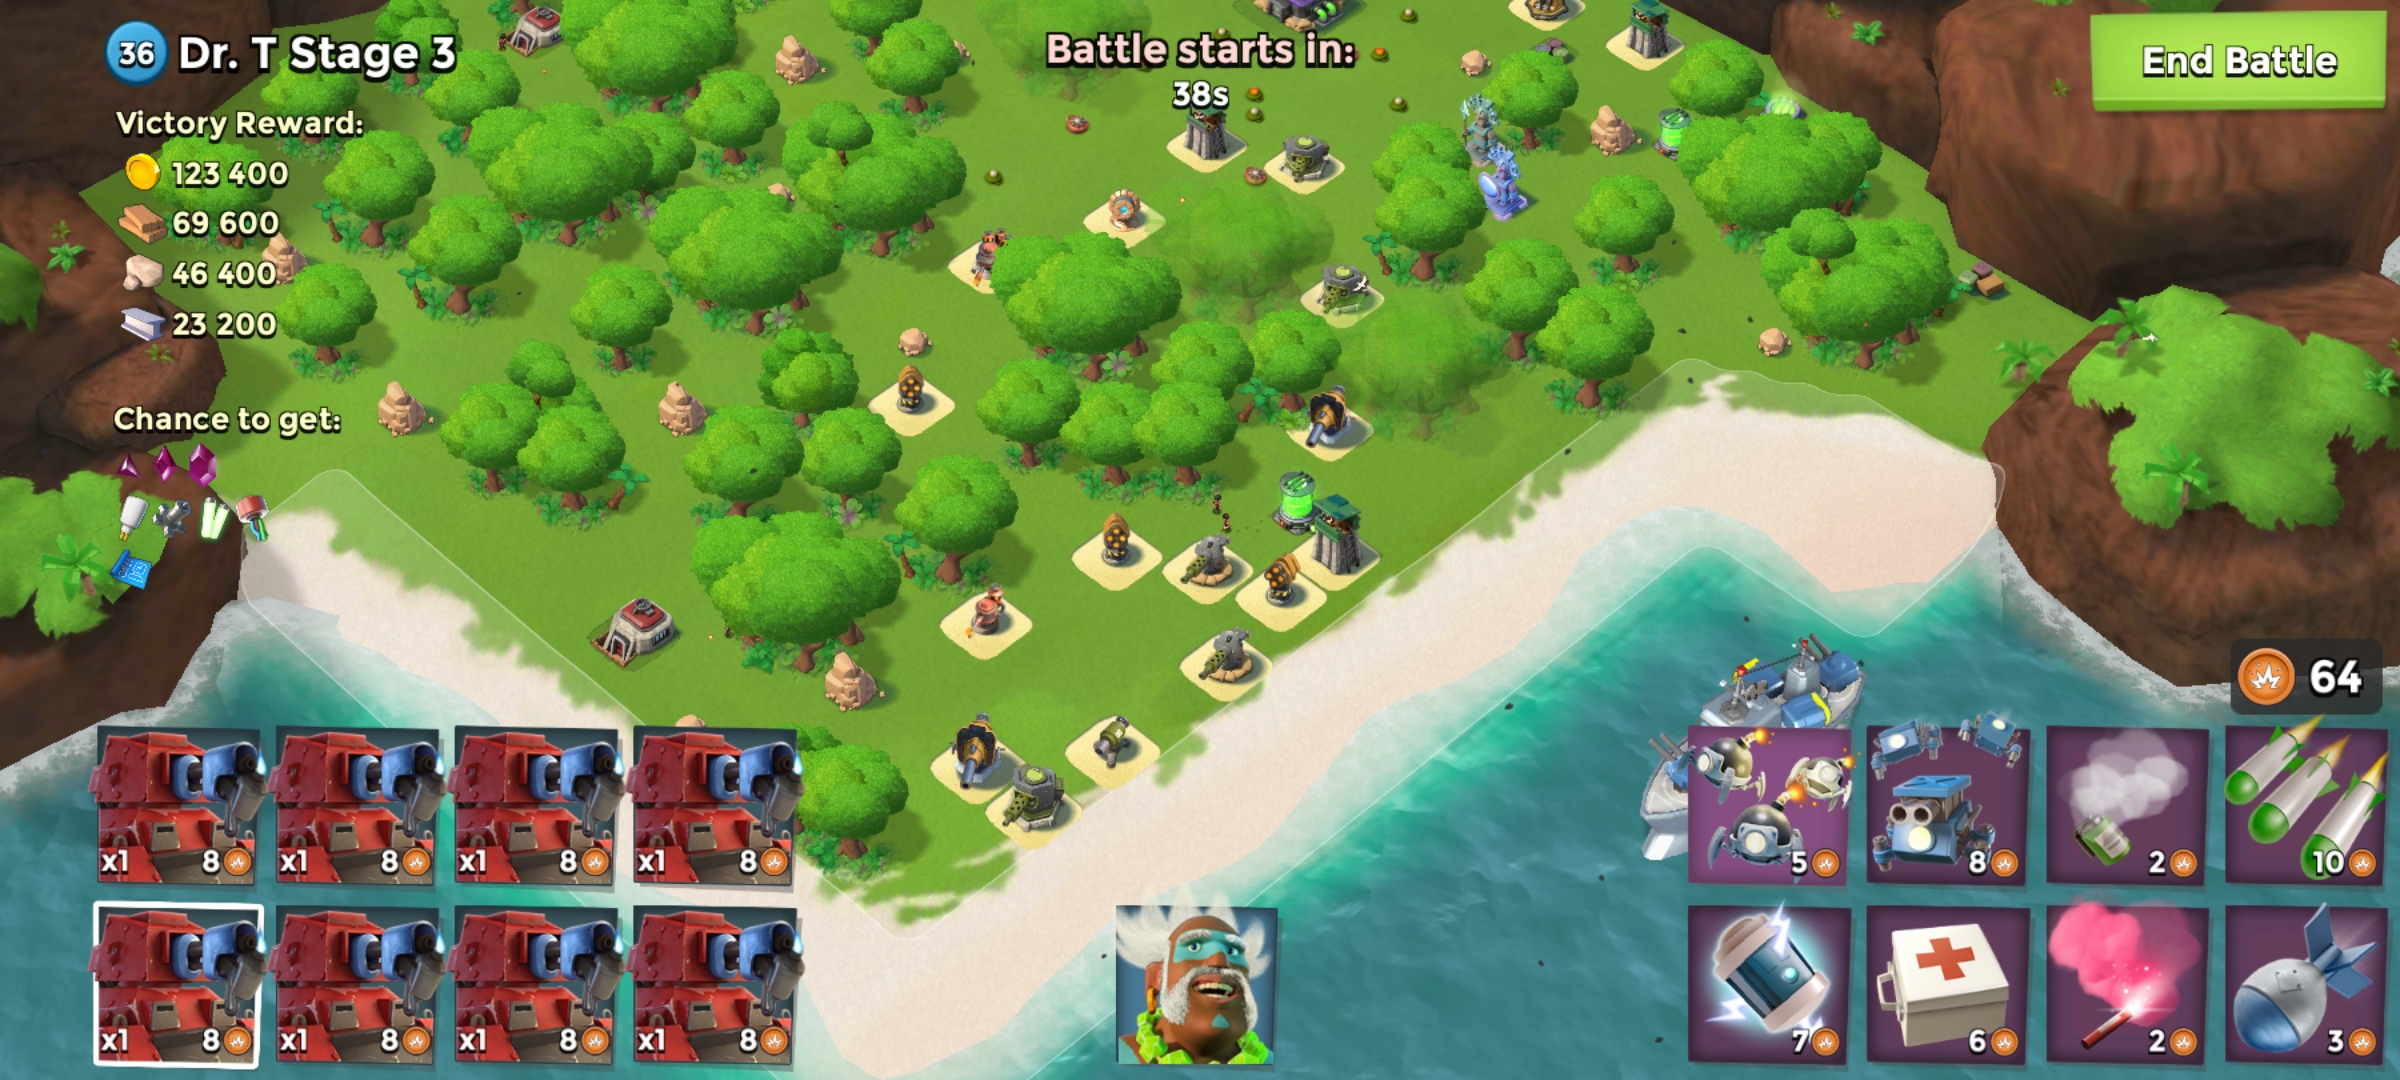 36 Dr. T Stage 3
Battle starts in:
38s
End Battle
Victory Reward:
123 400
69 600
46 400
23 200
Chance to get:
64
x1 8
x1 8
x1 8
x1 8
5
8
2
10
x1 8
x1 8
x1 8
x1 8
7
6
2
3